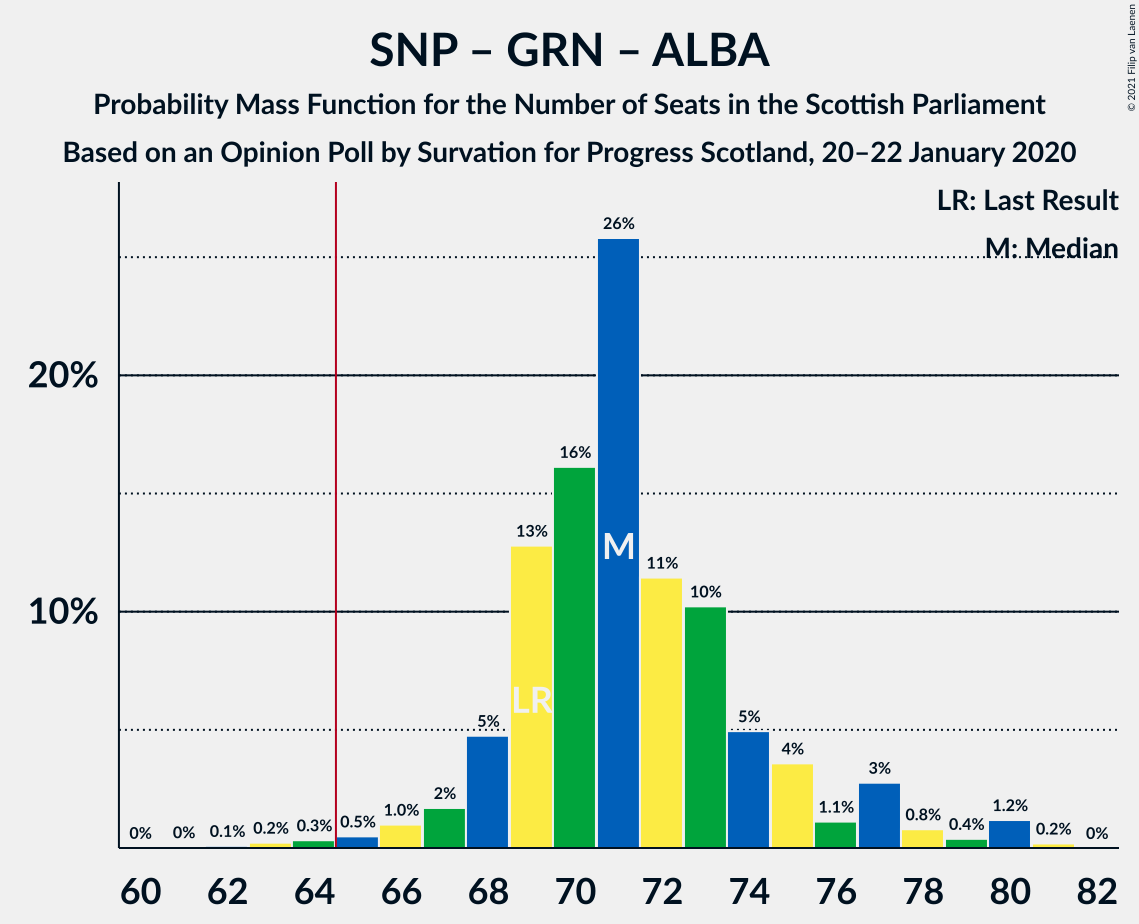 SNP – GRN – ALBA
Probability Mass Function for the Number of Seats in the Scottish Parliament
Based on an Opinion Poll by Survation for Progress Scotland, 20–22 January 2020
© 2021 Filip van Laenen
LR: Last Result
M: Median
20%
10%
0%
0%
0.1%
0.2%
0.3%
0.5%
1.0%
2%
5%
13%
16%
26%
11%
10%
5%
4%
1.1%
3%
0.8%
0.4%
1.2%
0.2%
0%
LR
M
60 62 64 66 68 70 72 74 76 78 80 82